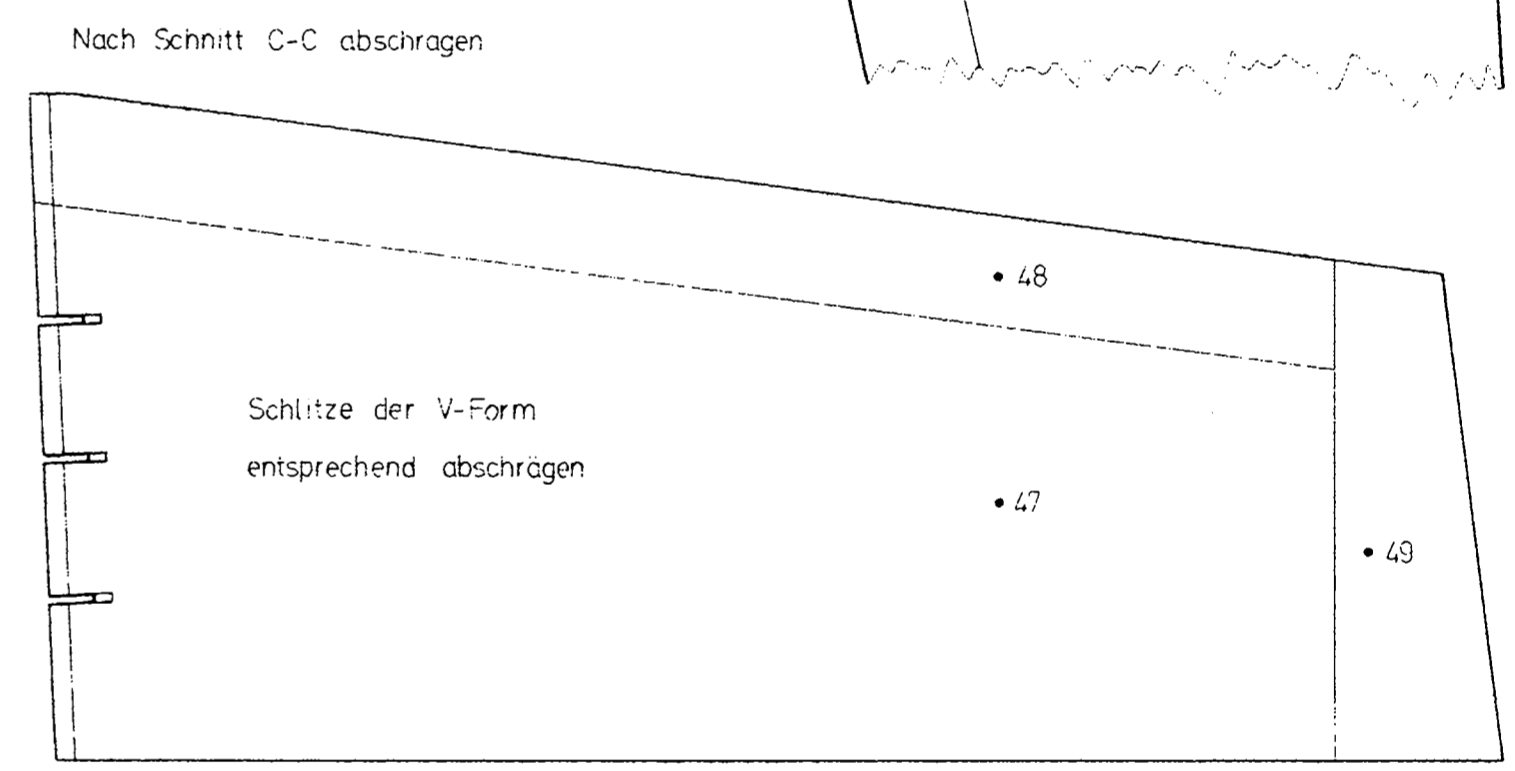 Nach Schnitt C-C abschragen
48
Schlitze der V-Form
entsprechend abschrägen
47
49